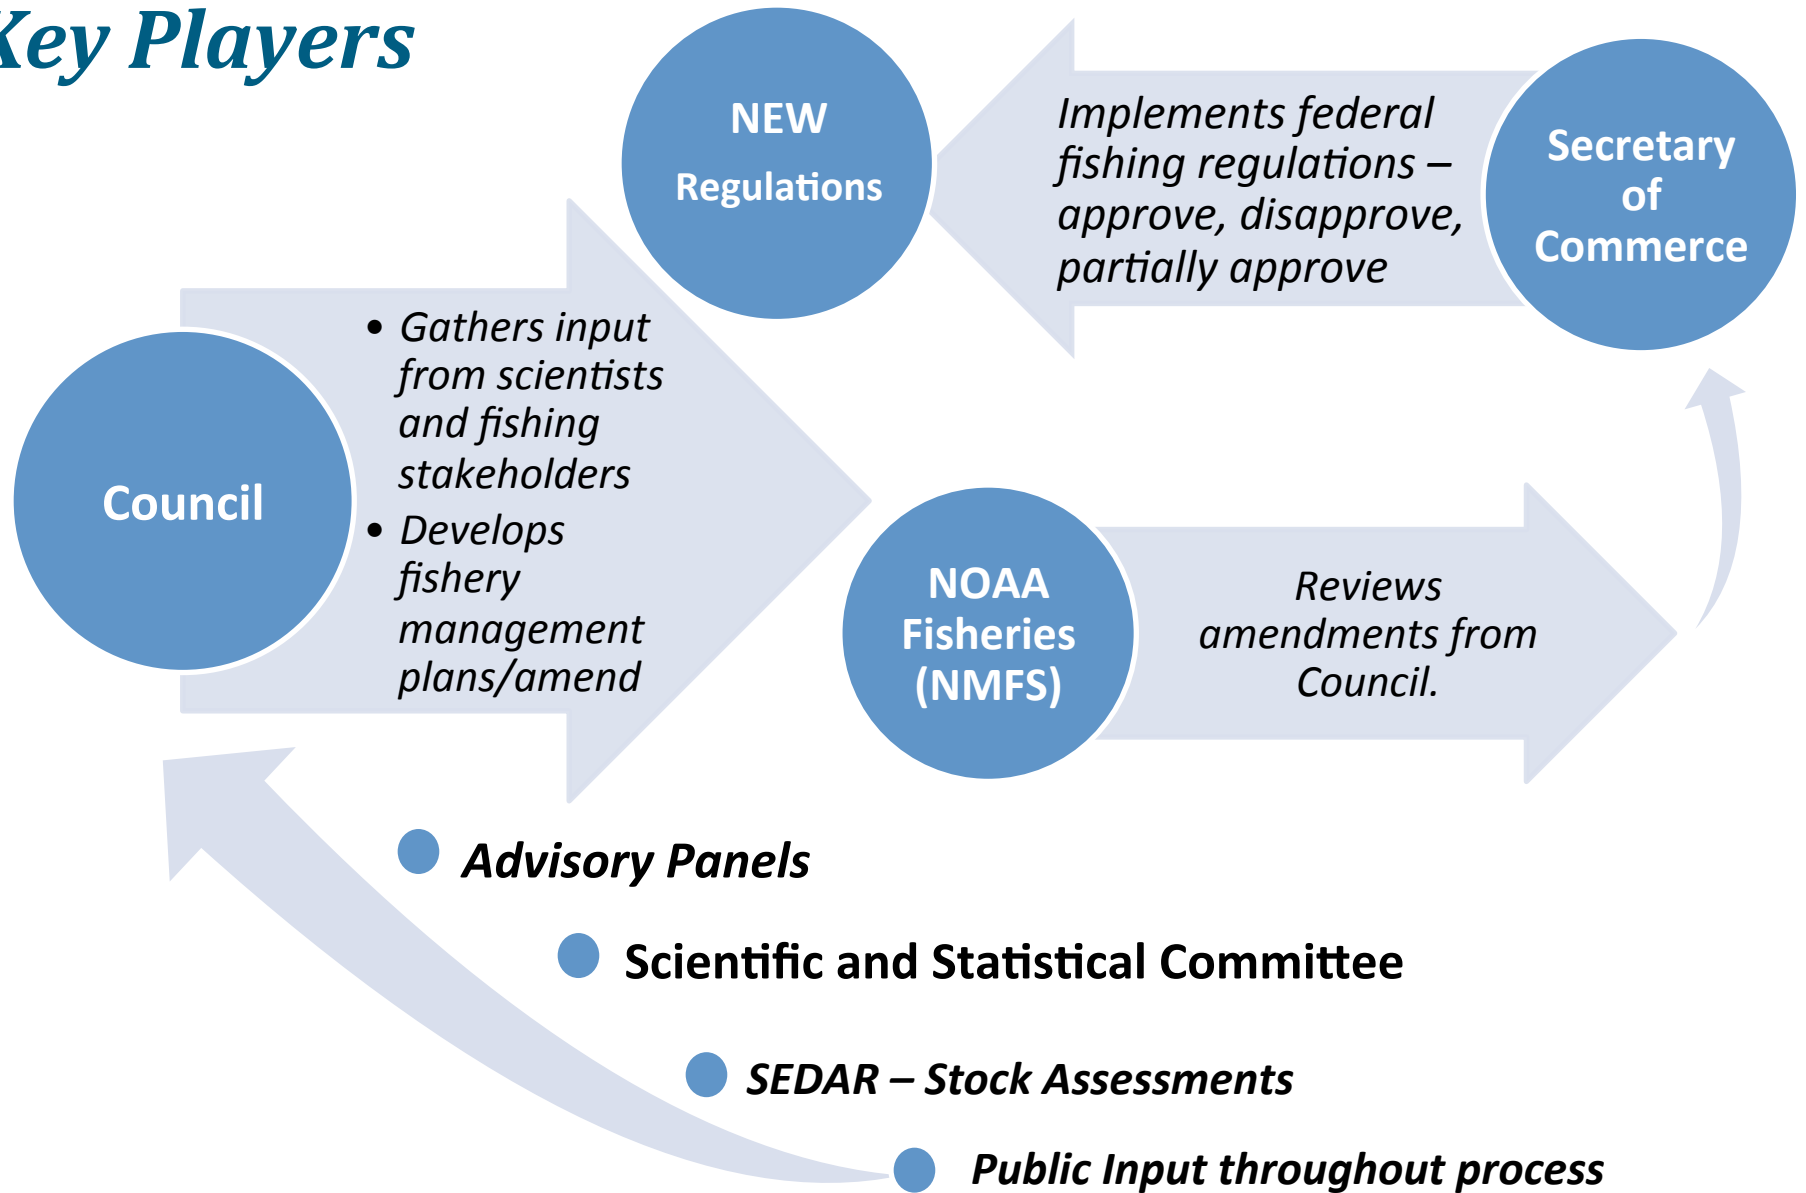 Key Players
NEW
Regulations
Implements federal
fishing regulations –
approve, disapprove,
partially approve
Secretary
of
Commerce
Council
• Gathers input
from scientists
and fishing
stakeholders
• Develops
fishery
management
plans/amend
NOAA
Fisheries
(NMFS)
Reviews
amendments from
Council.
Advisory Panels
Scientific and Statistical Committee
SEDAR – Stock Assessments
Public Input throughout process